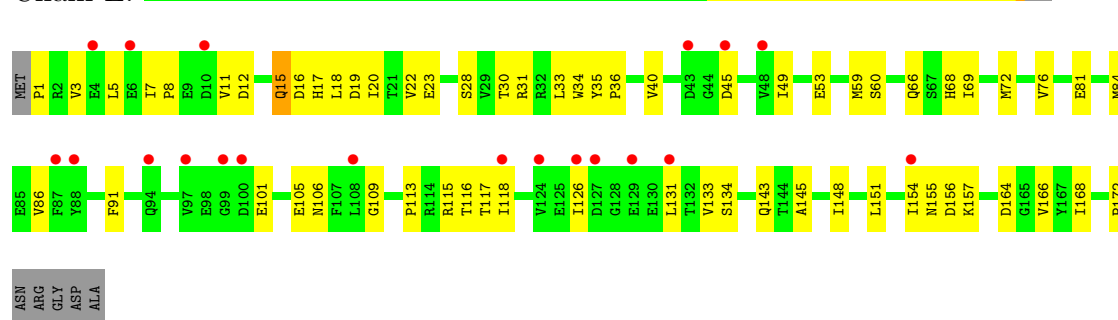 MET P1 R2 V3 E4 L5 E6 I7 P8 E9 D10 V11 D12 Q15 D16 H17 L18 D19 I20 T21 V22 E23 S28 V29 T30 R31 R32 L33 W34 Y35 P36 V40 D43 G44 D45 V48 I49 E53 M59 S60 Q66 S67 H68 I69 M72 V76 E81 M84
E85 V86 F87 Y88 F91 Q94 V97 E98 G99 D100 E101 E105 N106 F107 L108 G109 P113 R114 R115 T116 T117 I118 V124 E125 I126 D127 G128 E129 E130 L131 T132 V133 S134 Q143 T144 A145 I148 L151 I154 N155 D156 K157 D164 G165 V166 Y167 I168
ASN ARG GLY ASP ALA